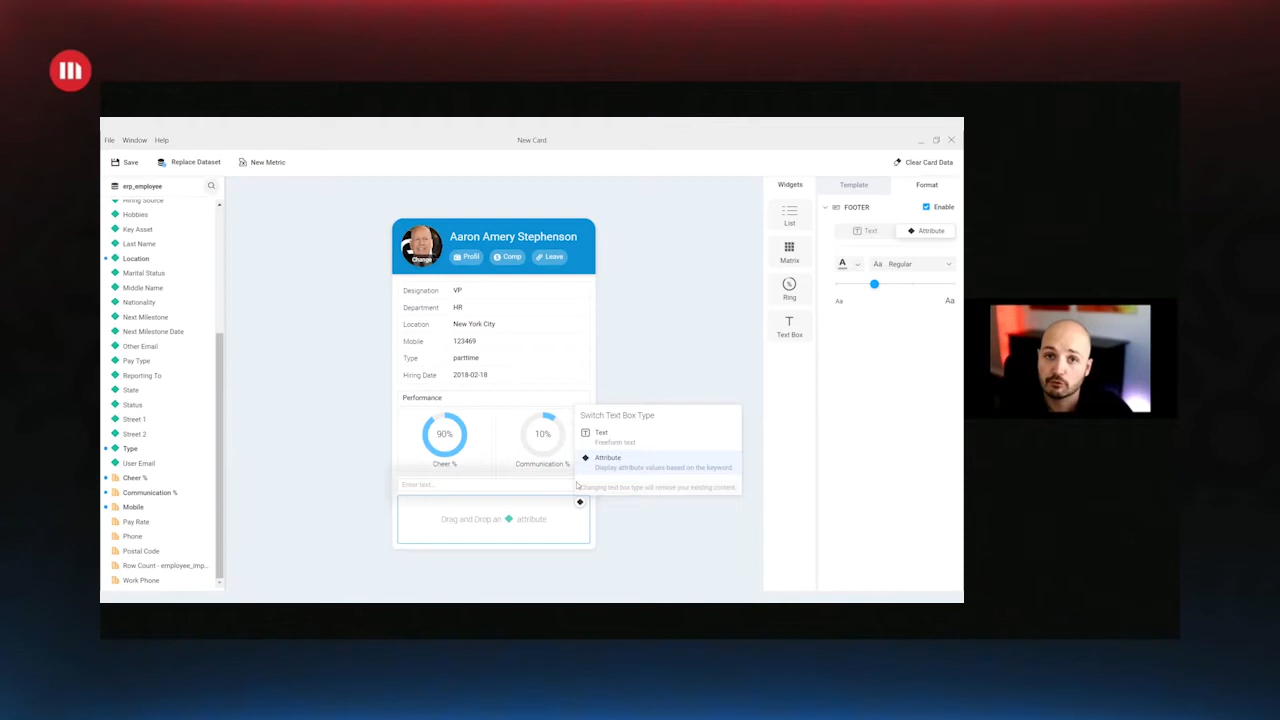 File Window Help
New Card
Save Replace Dataset New Metric
Clear Card Data
erp_employee
Hiring Source
Hobbies
Key Asset
Last Name
Location
Marital Status
Middle Name
Nationality
Next Milestone
Next Milestone Date
Other Email
Pay Type
Reporting To
State
Status
Street 1
Street 2
Type
User Email
Cheer %
Communication %
Mobile
Pay Rate
Phone
Postal Code
Row Count - employee_imp...
Work Phone
Aaron Amery Stephenson
Change
Profil Comp Leave
Designation VP
Department HR
Location New York City
Mobile 123469
Type parttime
Hiring Date 2018-02-18
Performance
90% 10%
Cheer % Communication %
Enter text...
Drag and Drop an attribute
Switch Text Box Type
Text
Freeform text
Attribute
Display attribute values based on the keyword.
Changing text box type will remove your existing content.
Widgets
List
Matrix
%
Ring
T
Text Box
Template Format
FOOTER Enable
T Text Attribute
A Aä Regular
Aa Aa